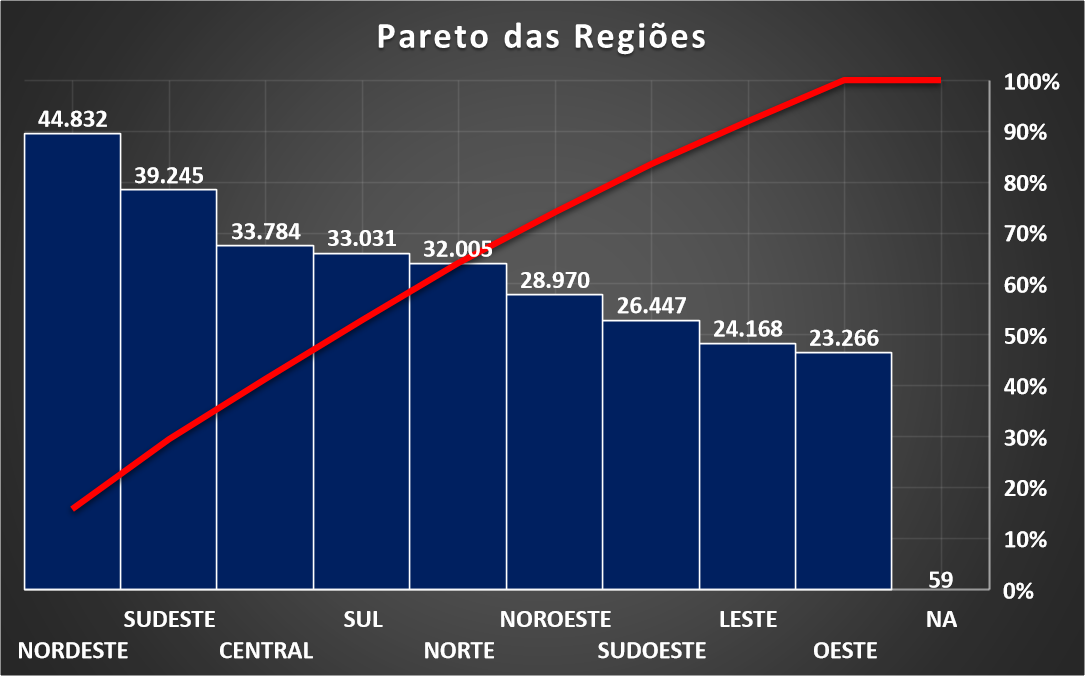 Pareto das Regiões
100%
90%
80%
70%
60%
50%
40%
30%
20%
10%
0%
44.832
39.245
33.784
33.031
32.005
28.970
26.447
24.168
23.266
59
NORDESTE
SUDESTE
CENTRAL
SUL
NORTE
NOROESTE
SUDOESTE
LESTE
OESTE
NA